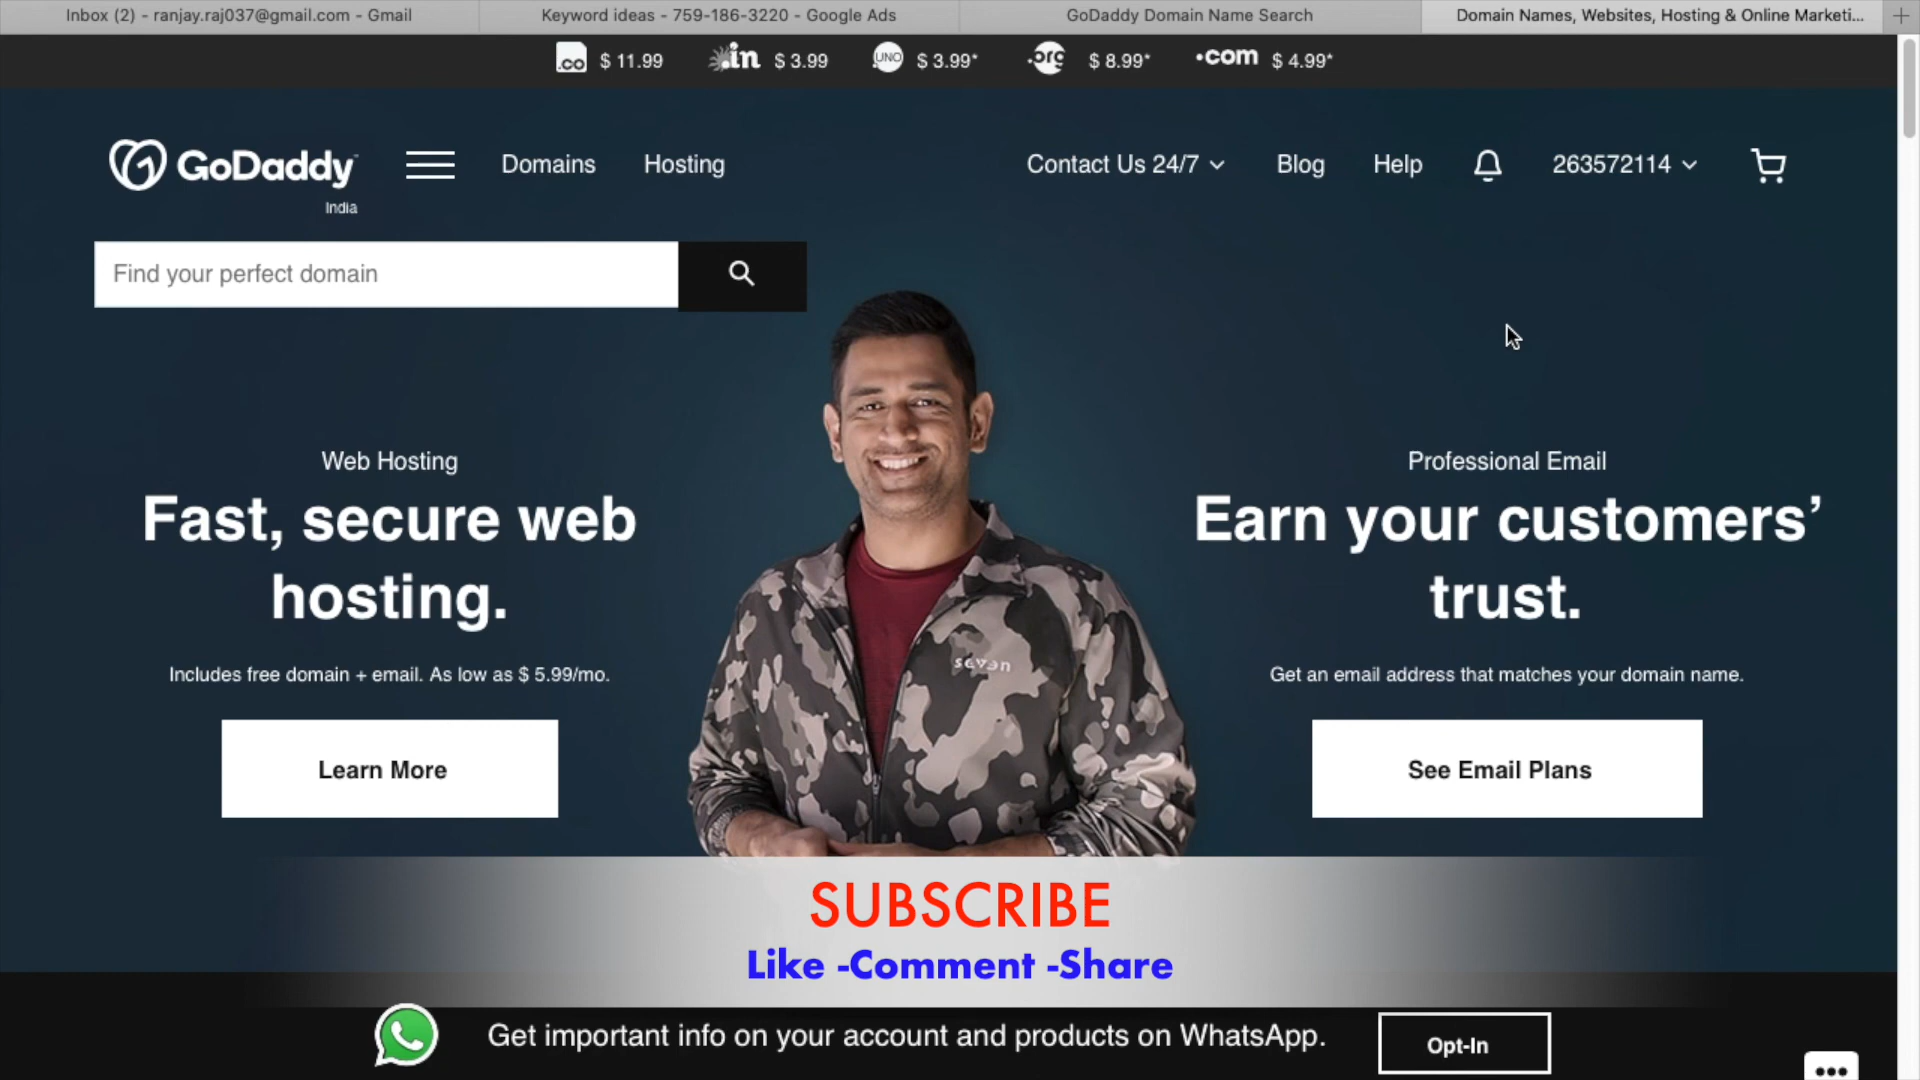 Inbox (2) - ranjay.raj037@gmail.com - Gmail
Keyword ideas - 759-186-3220 - Google Ads
GoDaddy Domain Name Search
Domain Names, Websites, Hosting & Online Marketi...
.co $ 11.99 .in $ 3.99 UNO $ 3.99* .org $ 8.99* .com $ 4.99*
GoDaddy
India
Domains Hosting Contact Us 24/7 Blog Help 263572114
Find your perfect domain
Web Hosting
Fast, secure web
hosting.
Includes free domain + email. As low as $ 5.99/mo.
Learn More
seven
Professional Email
Earn your customers’
trust.
Get an email address that matches your domain name.
See Email Plans
SUBSCRIBE
Like -Comment -Share
Get important info on your account and products on WhatsApp.
Opt-In